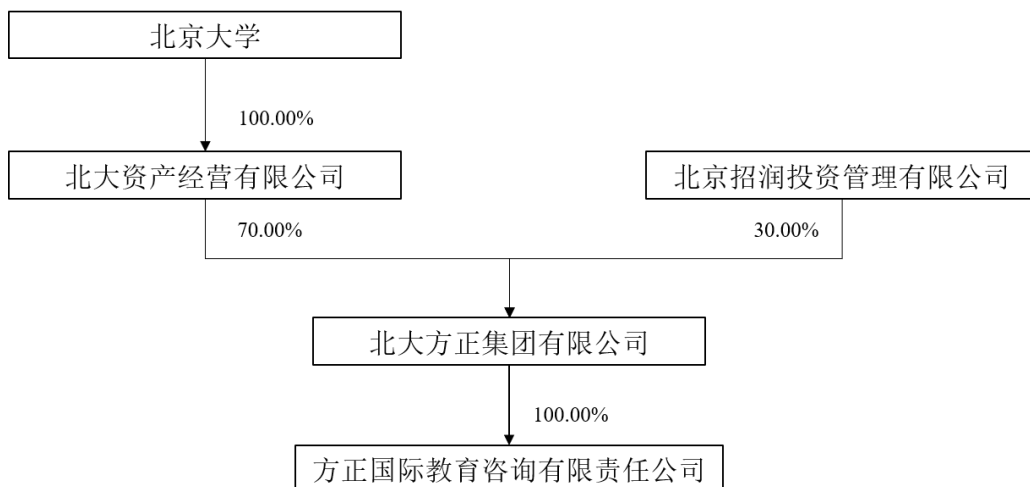 北京大学
100.00%
北大资产经营有限公司
北京招润投资管理有限公司
70.00%
30.00%
北大方正集团有限公司
100.00%
方正国际教育咨询有限责任公司